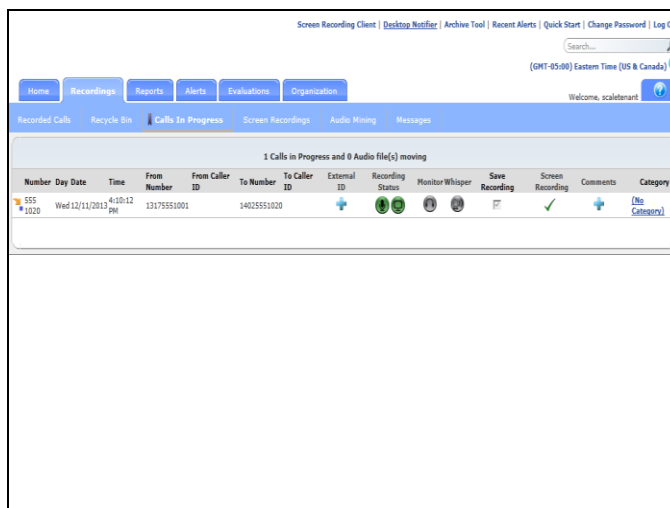 Screen Recording Client | Desktop Notifier | Archive Tool | Recent Alerts | Quick Start | Change Password | Log
Search...
(GMT-05:00) Eastern Time (US & Canada)
Home Recordings Reports Alerts Evaluations Organization
Welcome, scaletenant
Recorded Calls Recycle Bin Calls In Progress Screen Recordings Audio Mining Messages
1 Calls in Progress and 0 Audio file(s) moving
Number Day Date Time From Number From Caller ID To Number To Caller ID External ID Recording Status Monitor Whisper Save Recording Screen Recording Comments Category
555 1020 Wed 12/11/2013 4:10:12 PM 13175551001 14025551020 (No Category)